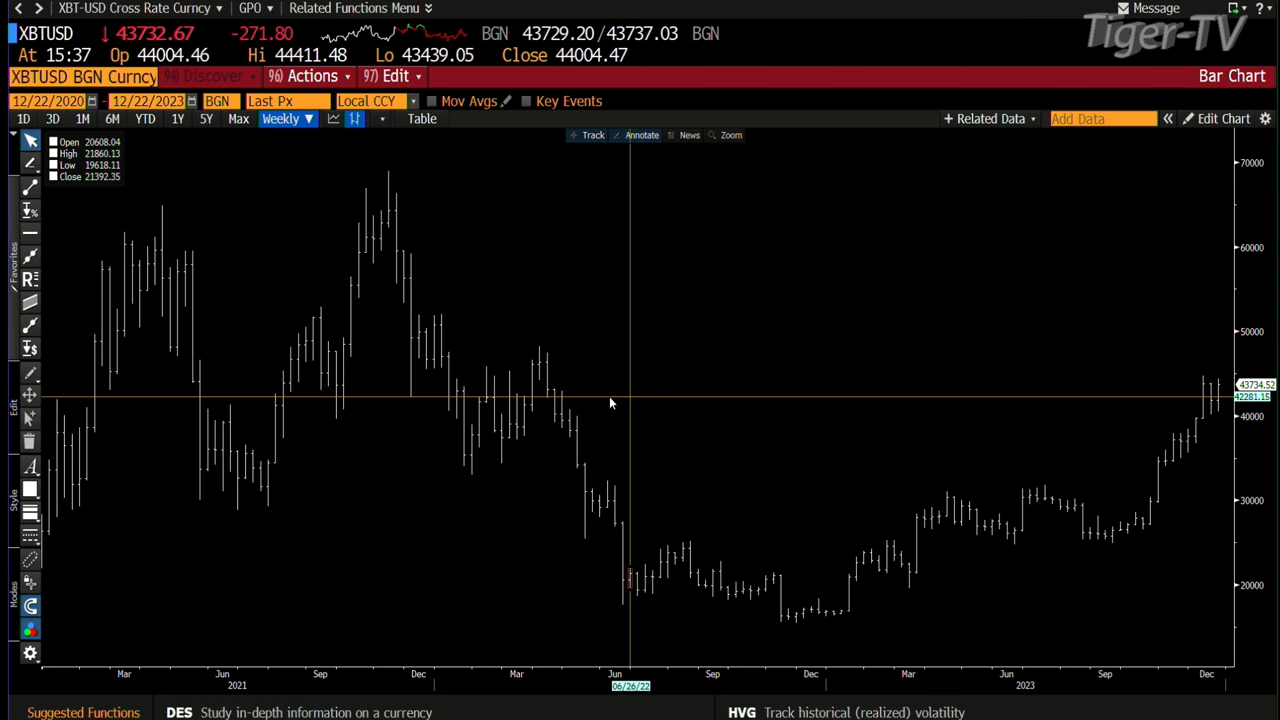 XBT-USD Cross Rate Curncy GPO Related Functions Menu Message
Tiger-TV
XBTUSD 43732.67 -271.80 BGN 43729.20/43737.03 BGN
At 15:37 Op 44004.46 Hi 44411.48 Lo 43439.05 Close 44004.47
XBTUSD BGN Curncy 94) Discover 96) Actions 97) Edit Bar Chart
12/22/2020 - 12/22/2023 BGN Last Px Local CCY Mov Avgs Key Events
1D 3D 1M 6M YTD 1Y 5Y Max Weekly ▼ Table + Related Data Add Data Edit Chart
Track Annotate News Zoom
Open 20608.04
High 21860.13
Low 19618.11
Close 21392.35
70000
60000
50000
43734.52
42281.15
40000
30000
20000
Favorites
Edit
Style
Modes
Mar Jun Sep Dec Mar Jun Sep Dec Mar Jun Sep Dec
2021 06/26/22 2023
Suggested Functions DES Study in-depth information on a currency HVG Track historical (realized) volatility